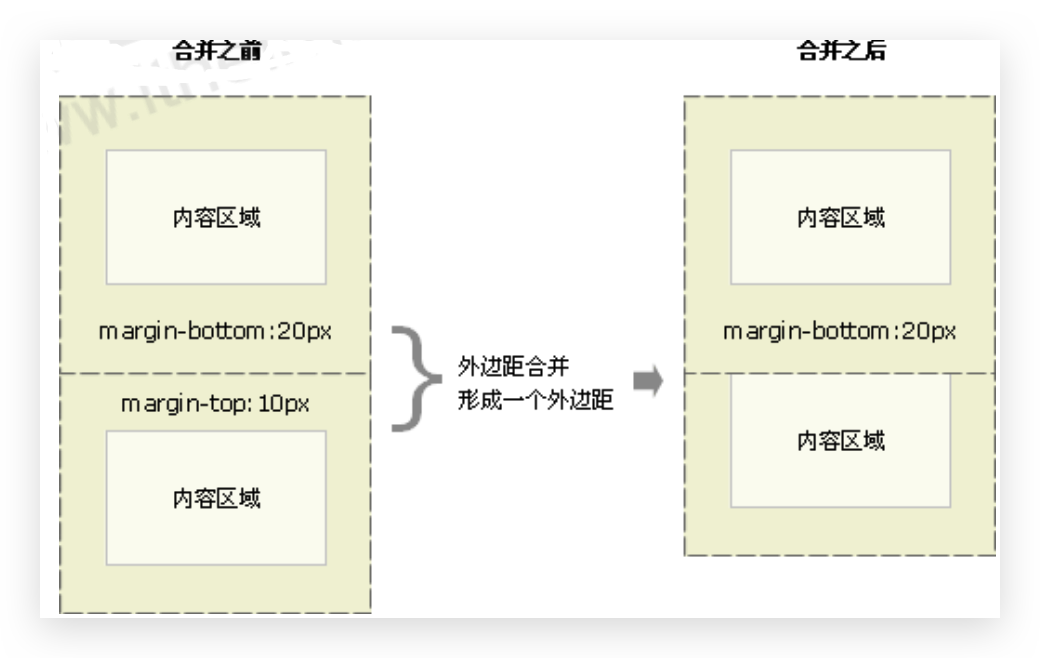 合并之前
合并之后
内容区域
margin-bottom:20px
margin-top:10px
内容区域
外边距合并
形成一个外边距
内容区域
margin-bottom:20px
内容区域